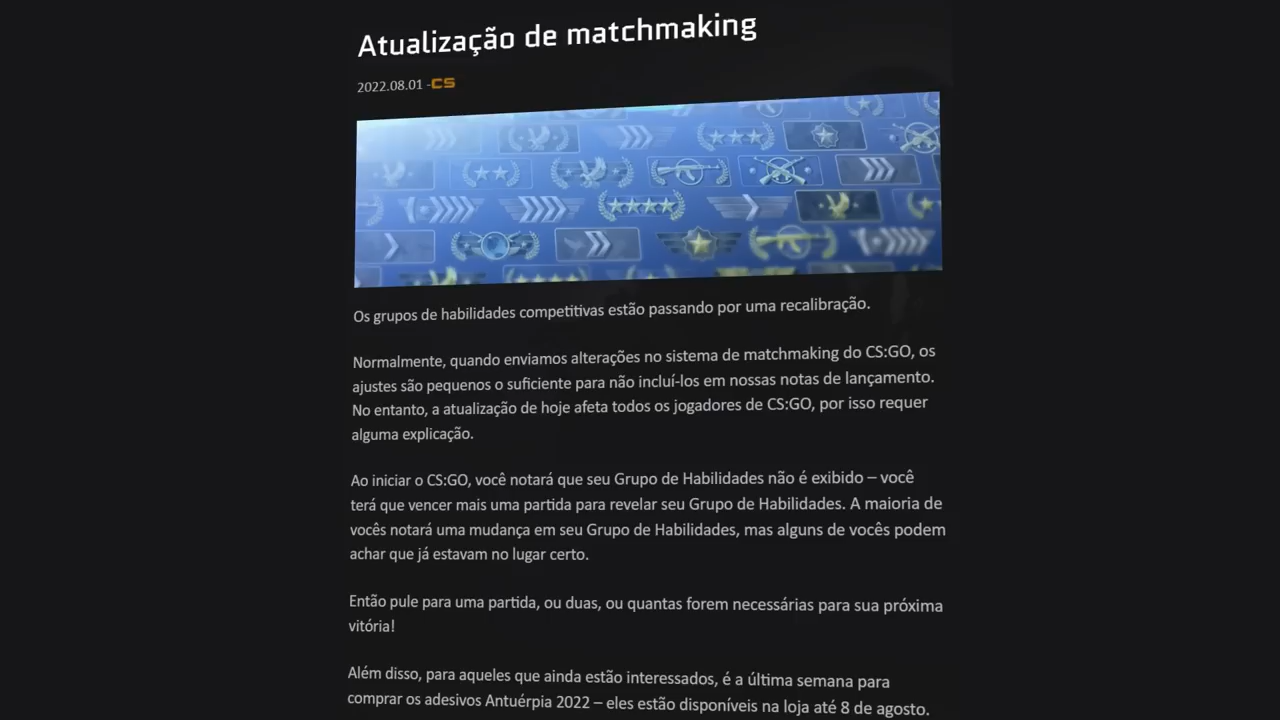 Atualização de matchmaking
2022.08.01 -CS
Os grupos de habilidades competitivas estão passando por uma recalibração.
Normalmente, quando enviamos alterações no sistema de matchmaking do CS:GO, os
ajustes são pequenos o suficiente para não incluí-los em nossas notas de lançamento.
No entanto, a atualização de hoje afeta todos os jogadores de CS:GO, por isso requer
alguma explicação.
Ao iniciar o CS:GO, você notará que seu Grupo de Habilidades não é exibido – você
terá que vencer mais uma partida para revelar seu Grupo de Habilidades. A maioria de
vocês notará uma mudança em seu Grupo de Habilidades, mas alguns de vocês podem
achar que já estavam no lugar certo.
Então pule para uma partida, ou duas, ou quantas forem necessárias para sua próxima
vitória!
Além disso, para aqueles que ainda estão interessados, é a última semana para
comprar os adesivos Antuérpia 2022 – eles estão disponíveis na loja até 8 de agosto.